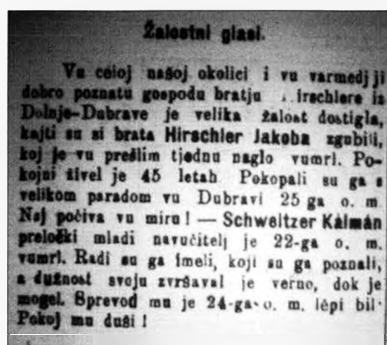 Žalostni glasi.
Vu celoj našoj okolici i vu varmedjji
dobro poznatu gospodu bratju irschlere iz
Dolnje-Dubrave je velika žalost dostigla,
kajti su si brata Hirschler Jakoba zgubili,
koj je vu prešlim tjednu naglo vumrl. Po-
kojni živel je 45 letah. Pokopali su ga s
velikom paradom vu Dubravi 25 ga o. m.
Naj počiva vu miru! — Schweitzer Kálmán
preločki mladi navučitelj je 22-ga o. m.
vumrl. Radi su ga imeli, koji su ga poznali,
a dužnost svoju zvršaval je verno, dok je
mogel. Sprevod mu je 24-ga o. m. lépi bil
Pokoj mu duši!